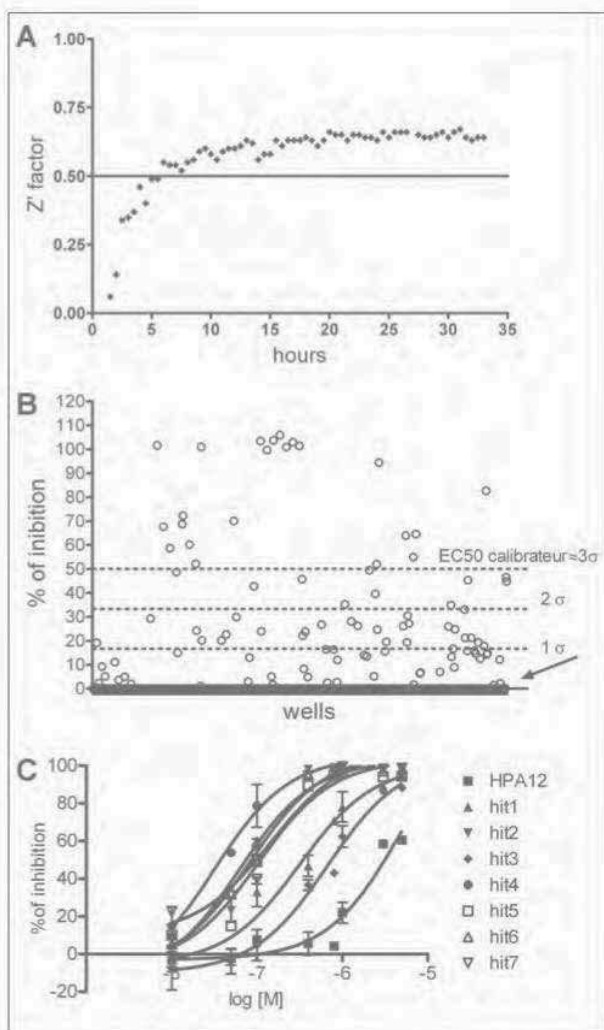 A
1.00
0.75
0.50
0.25
0.00
Z' factor
0 5 10 15 20 25 30 35
hours
B
120
110
100
90
80
70
60
50
40
30
20
10
0
% of inibition
EC50 calibrateur=3σ
2 σ
1 σ
wells
C
100
80
60
40
20
0
-20
%of inhibition
-8 -7 -6 -5
log [M]
HPA12
hit1
hit2
hit3
hit4
hit5
hit6
hit7